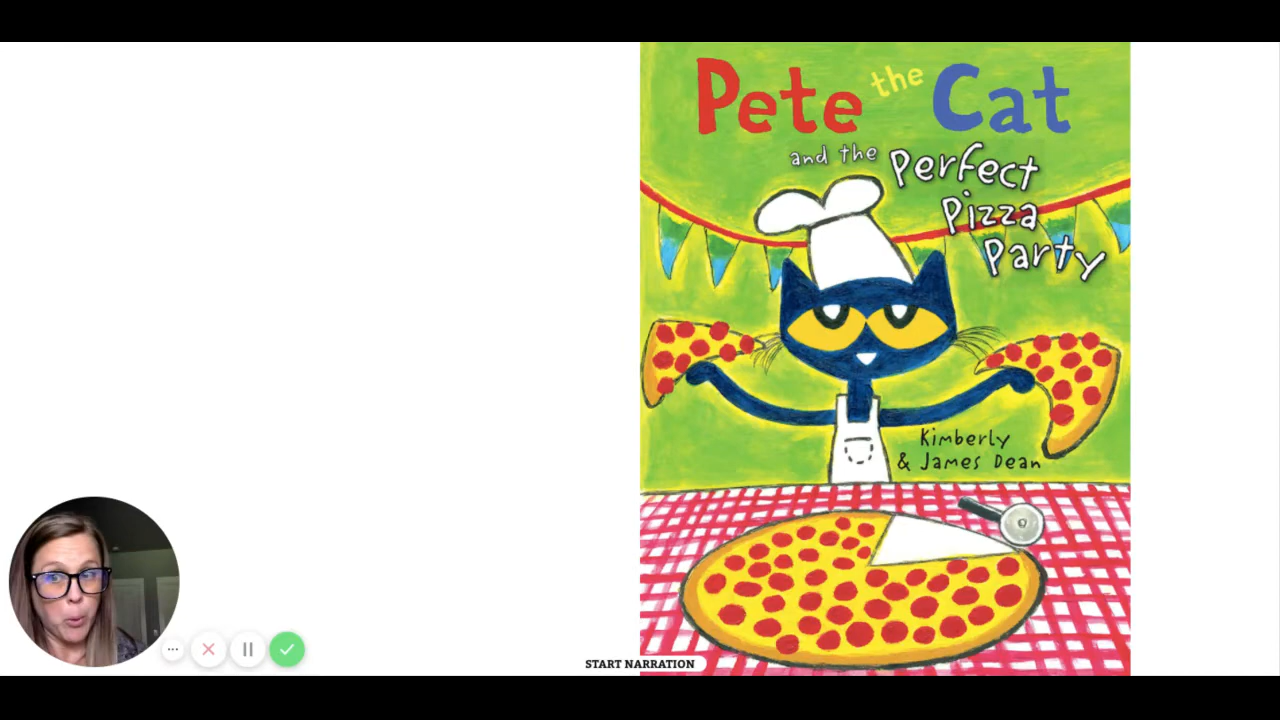 Pete the Cat
and the Perfect
Pizza
Party
Kimberly
& James Dean
START NARRATION